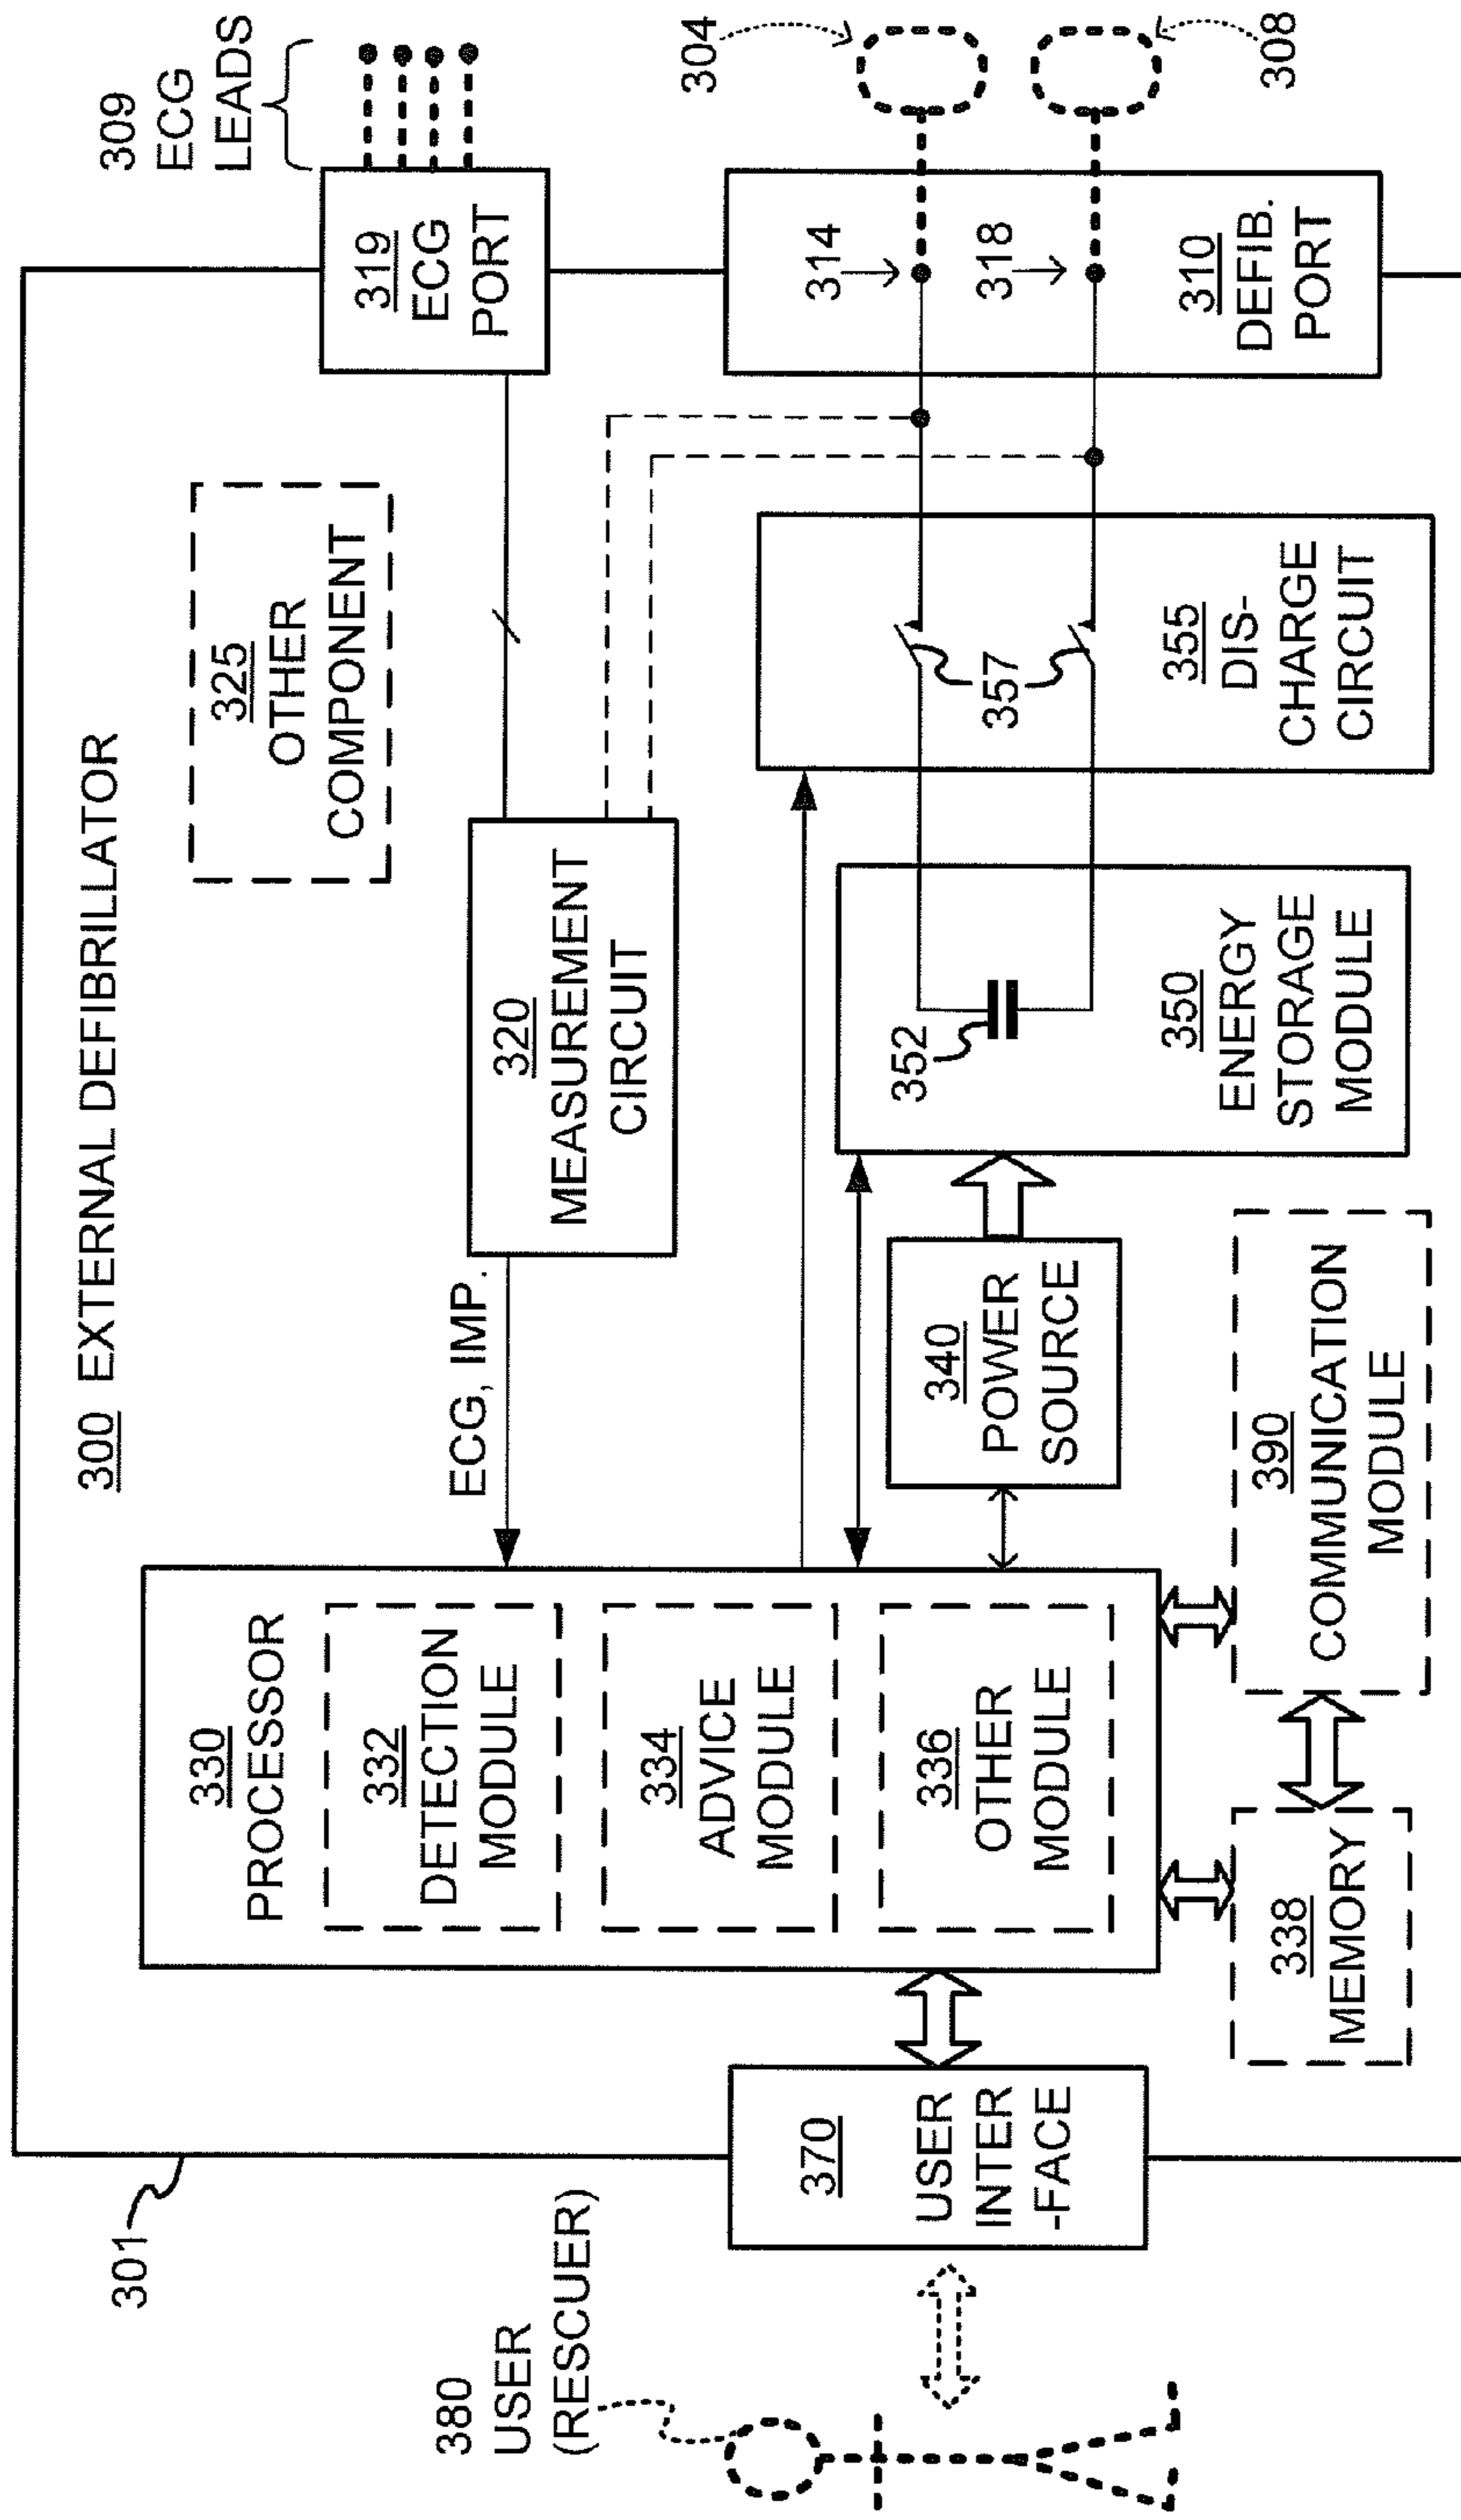 300 EXTERNAL DEFIBRILLATOR
301
309
ECG
LEADS
319
ECG
PORT
325
OTHER
COMPONENT
330
PROCESSOR
332
DETECTION
MODULE
334
ADVICE
MODULE
336
OTHER
MODULE
ECG, IMP.
320
MEASUREMENT
CIRCUIT
304
308
314
318
310
DEFIB.
PORT
380
USER
(RESCUER)
370
USER
INTER
-FACE
340
POWER
SOURCE
352
350
ENERGY
STORAGE
MODULE
357
355
DIS-
CHARGE
CIRCUIT
338
MEMORY
390
COMMUNICATION
MODULE